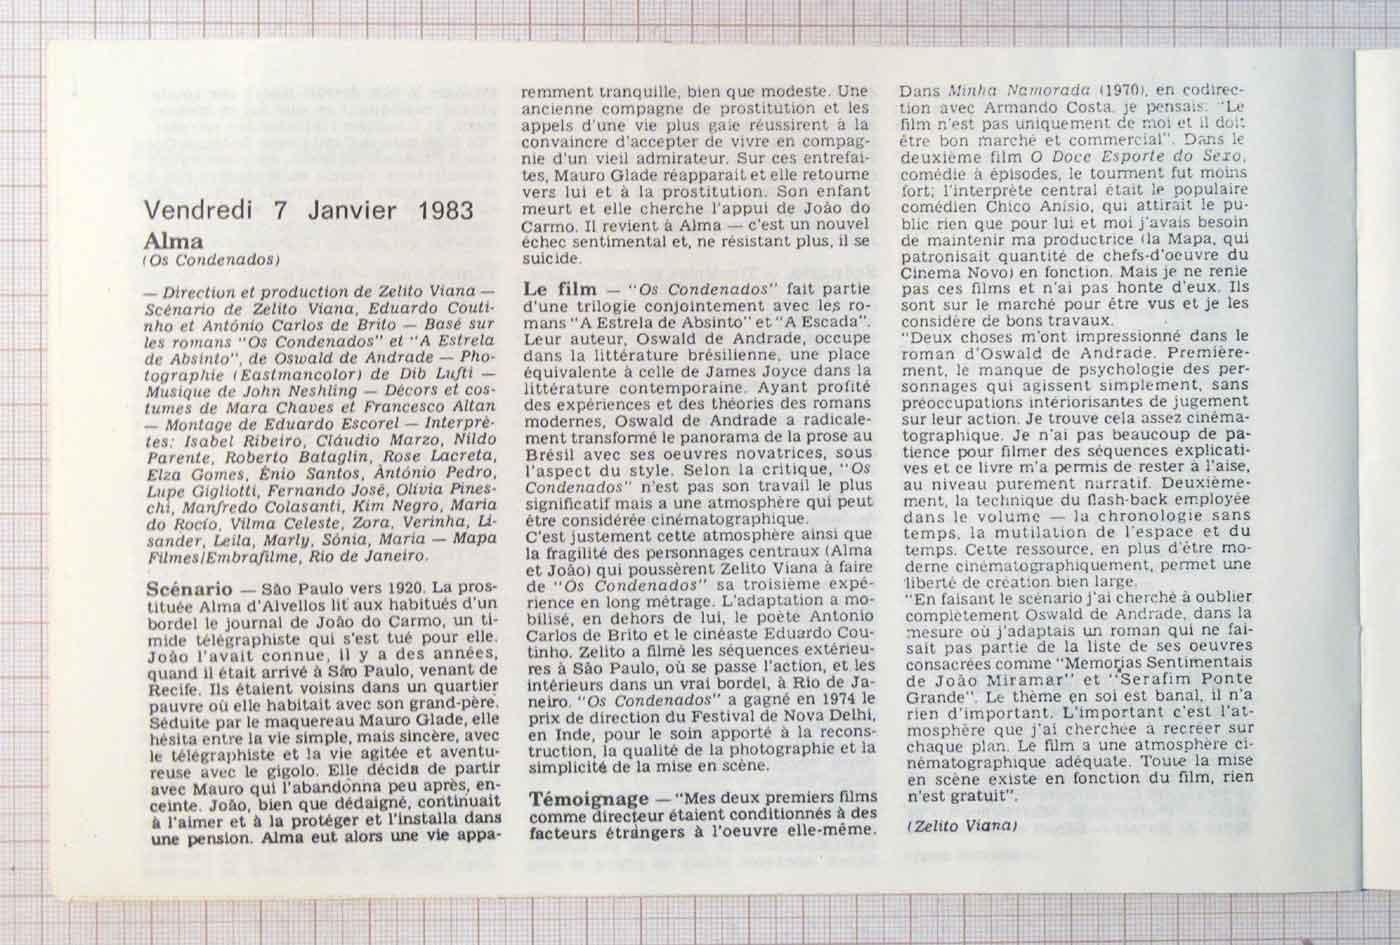 Vendredi 7 Janvier 1983
Alma
(Os Condenados)
— Direction et production de Zelito Viana —
Scénario de Zelito Viana, Eduardo Couti-
nho et António Carlos de Brito — Basé sur
les romans "Os Condenados" et "A Estrela
de Absinto", de Oswald de Andrade — Pho-
tographie (Eastmancolor) de Dib Lufti —
Musique de John Neshling — Décors et cos-
tumes de Mara Chaves et Francesco Altan
— Montage de Eduardo Escorel — Interprè-
tes: Isabel Ribeiro, Cláudio Marzo, Nildo
Parente, Roberto Bataglin, Rose Lacreta,
Elza Gomes, Énio Santos, António Pedro,
Lupe Gigliotti, Fernando José, Olívia Pines-
chi, Manfredo Colasanti, Kim Negro, Maria
do Rocío, Vilma Celeste, Zora, Verinha, Li-
sander, Leila, Marly, Sónia, Maria — Mapa
Filmes/Embrafilme, Rio de Janeiro.
Scénario — São Paulo vers 1920. La pros-
tituée Alma d'Alvellos lit aux habitués d'un
bordel le journal de João do Carmo, un ti-
mide télégraphiste qui s'est tué pour elle.
João l'avait connue, il y a des années,
quand il était arrivé à São Paulo, venant de
Recife. Ils étaient voisins dans un quartier
pauvre où elle habitait avec son grand-père.
Séduite par le maquereau Mauro Glade, elle
hésita entre la vie simple, mais sincère, avec
le télégraphiste et la vie agitée et aventu-
reuse avec le gigolo. Elle décida de partir
avec Mauro qui l'abandonna peu après, en-
ceinte. João, bien que dédaigné, continuait
à l'aimer et à la protéger et l'installa dans
une pension. Alma eut alors une vie appa-
remment tranquille, bien que modeste. Une
ancienne compagne de prostitution et les
appels d'une vie plus gaie réussirent à la
convaincre d'accepter de vivre en compag-
nie d'un vieil admirateur. Sur ces entrefai-
tes, Mauro Glade réapparait et elle retourne
vers lui et à la prostitution. Son enfant
meurt et elle cherche l'appui de João do
Carmo. Il revient à Alma — c'est un nouvel
échec sentimental et, ne résistant plus, il se
suicide.
Le film — "Os Condenados" fait partie
d'une trilogie conjointement avec les ro-
mans "A Estrela de Absinto" et "A Escada".
Leur auteur, Oswald de Andrade, occupe
dans la littérature brésilienne, une place
équivalente à celle de James Joyce dans la
littérature contemporaine. Ayant profité
des expériences et des théories des romans
modernes, Oswald de Andrade a radicale-
ment transformé le panorama de la prose au
Brésil avec ses oeuvres novatrices, sous
l'aspect du style. Selon la critique, "Os
Condenados" n'est pas son travail le plus
significatif mais a une atmosphère qui peut
être considérée cinématographique.
C'est justement cette atmosphère ainsi que
la fragilité des personnages centraux (Alma
et João) qui poussèrent Zelito Viana à faire
de "Os Condenados" sa troisième expé-
rience en long métrage. L'adaptation a mo-
bilisé, en dehors de lui, le poète Antonio
Carlos de Brito et le cinéaste Eduardo Cou-
tinho. Zelito a filmé les séquences extérieu-
res à São Paulo, où se passe l'action, et les
intérieurs dans un vrai bordel, à Rio de Ja-
neiro. "Os Condenados" a gagné en 1974 le
prix de direction du Festival de Nova Delhi,
en Inde, pour le soin apporté à la recons-
truction, la qualité de la photographie et la
simplicité de la mise en scène.
Témoignage — "Mes deux premiers films
comme directeur étaient conditionnés à des
facteurs étrangers à l'oeuvre elle-même.
Dans Minha Namorada (1970), en codirec-
tion avec Armando Costa, je pensais: "Le
film n'est pas uniquement de moi et il doit
être bon marché et commercial". Dans le
deuxième film O Doce Esporte do Sexo,
comédie à épisodes, le tourment fut moins
fort; l'interprète central était le populaire
comédien Chico Anísio, qui attirait le pu-
blic rien que pour lui et moi j'avais besoin
de maintenir ma productrice (la Mapa, qui
patronisait quantité de chefs-d'oeuvre du
Cinema Novo) en fonction. Mais je ne renie
pas ces films et n'ai pas honte d'eux. Ils
sont sur le marché pour être vus et je les
considère de bons travaux.
"Deux choses m'ont impressionné dans le
roman d'Oswald de Andrade. Première-
ment, le manque de psychologie des per-
sonnages qui agissent simplement, sans
préoccupations intériorisantes de jugement
sur leur action. Je trouve cela assez cinéma-
tographique. Je n'ai pas beaucoup de pa-
tience pour filmer des séquences explicati-
ves et ce livre m'a permis de rester à l'aise,
au niveau purement narratif. Deuxième-
ment, la technique du flash-back employée
dans le volume — la chronologie sans
temps, la mutilation de l'espace et du
temps. Cette ressource, en plus d'être mo-
derne cinématographiquement, permet une
liberté de création bien large.
"En faisant le scénario j'ai cherché à oublier
complètement Oswald de Andrade, dans la
mesure où j'adaptais un roman qui ne fai-
sait pas partie de la liste de ses oeuvres
consacrées comme "Memorias Sentimentais
de João Miramar" et "Serafim Ponte
Grande". Le thème en soi est banal, il n'a
rien d'important. L'important c'est l'at-
mosphère que j'ai cherchée à recréer sur
chaque plan. Le film a une atmosphère ci-
nématographique adéquate. Toute la mise
en scène existe en fonction du film, rien
n'est gratuit".
(Zelito Viana)